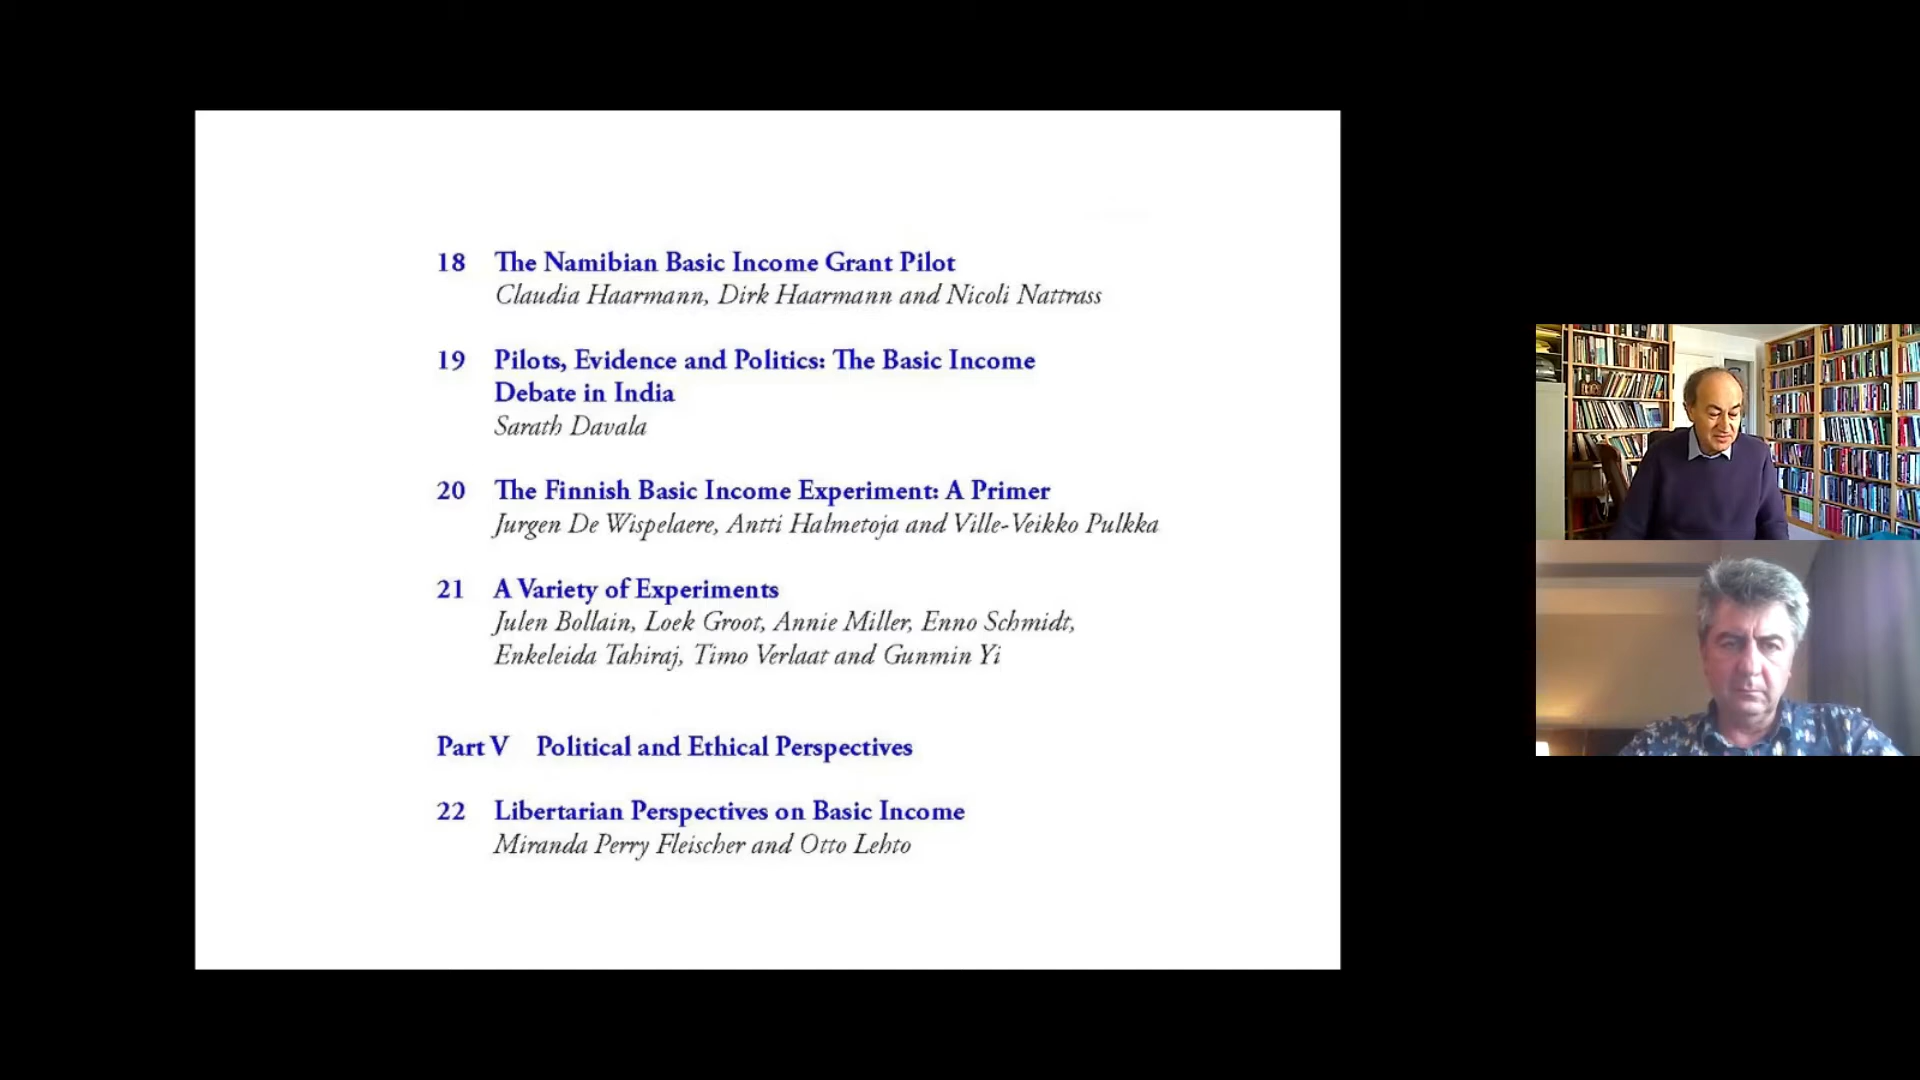 18 The Namibian Basic Income Grant Pilot
Claudia Haarmann, Dirk Haarmann and Nicoli Nattrass
19 Pilots, Evidence and Politics: The Basic Income
Debate in India
Sarath Davala
20 The Finnish Basic Income Experiment: A Primer
Jurgen De Wispelaere, Antti Halmetoja and Ville-Veikko Pulkka
21 A Variety of Experiments
Julen Bollain, Loek Groot, Annie Miller, Enno Schmidt,
Enkeleida Tahiraj, Timo Verlaat and Gunmin Yi
Part V Political and Ethical Perspectives
22 Libertarian Perspectives on Basic Income
Miranda Perry Fleischer and Otto Lehto